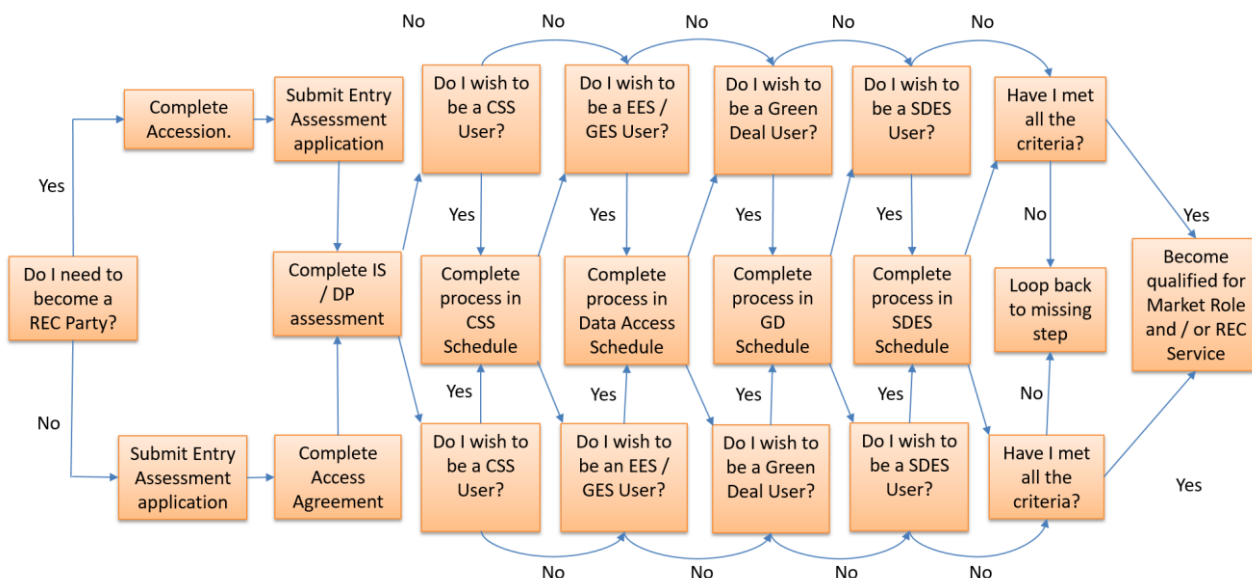 No
No
No
No
No
Do I wish to
be a CSS
User?
Do I wish to
be a EES /
GES User?
Do I wish to
be a Green
Deal User?
Do I wish to
be a SDES
User?
Have I met
all the
criteria?
Complete
Accession.
Submit Entry
Assessment
application
Yes
Yes
Yes
Yes
Yes
No
Yes
Do I need to
become a
REC Party?
Complete IS
/ DP
assessment
Complete
process in
CSS
Schedule
Complete
process in
Data Access
Schedule
Complete
process in
GD
Schedule
Complete
process in
SDES
Schedule
Loop back
to missing
step
Become
qualified for
Market Role
and / or REC
Service
No
Yes
Yes
Yes
Yes
No
Submit Entry
Assessment
application
Complete
Access
Agreement
Do I wish to
be a CSS
User?
Do I wish to
be an EES /
GES User?
Do I wish to
be a Green
Deal User?
Do I wish to
be a SDES
User?
Have I met
all the
criteria?
Yes
No
No
No
No